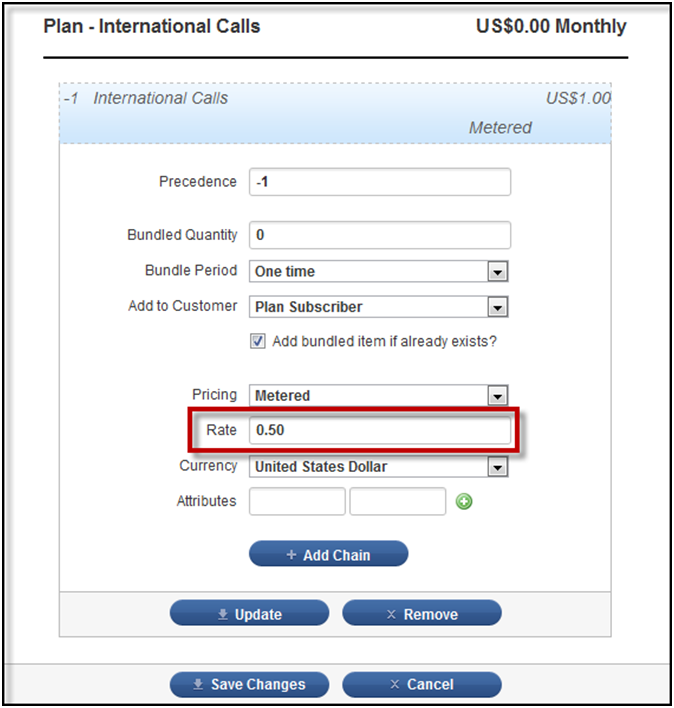 Plan - International Calls US$0.00 Monthly
-1 International Calls US$1.00
Metered
Precedence -1
Bundled Quantity 0
Bundle Period One time
Add to Customer Plan Subscriber
Add bundled item if already exists?
Pricing Metered
Rate 0.50
Currency United States Dollar
Attributes
+ Add Chain
Update x Remove
Save Changes x Cancel